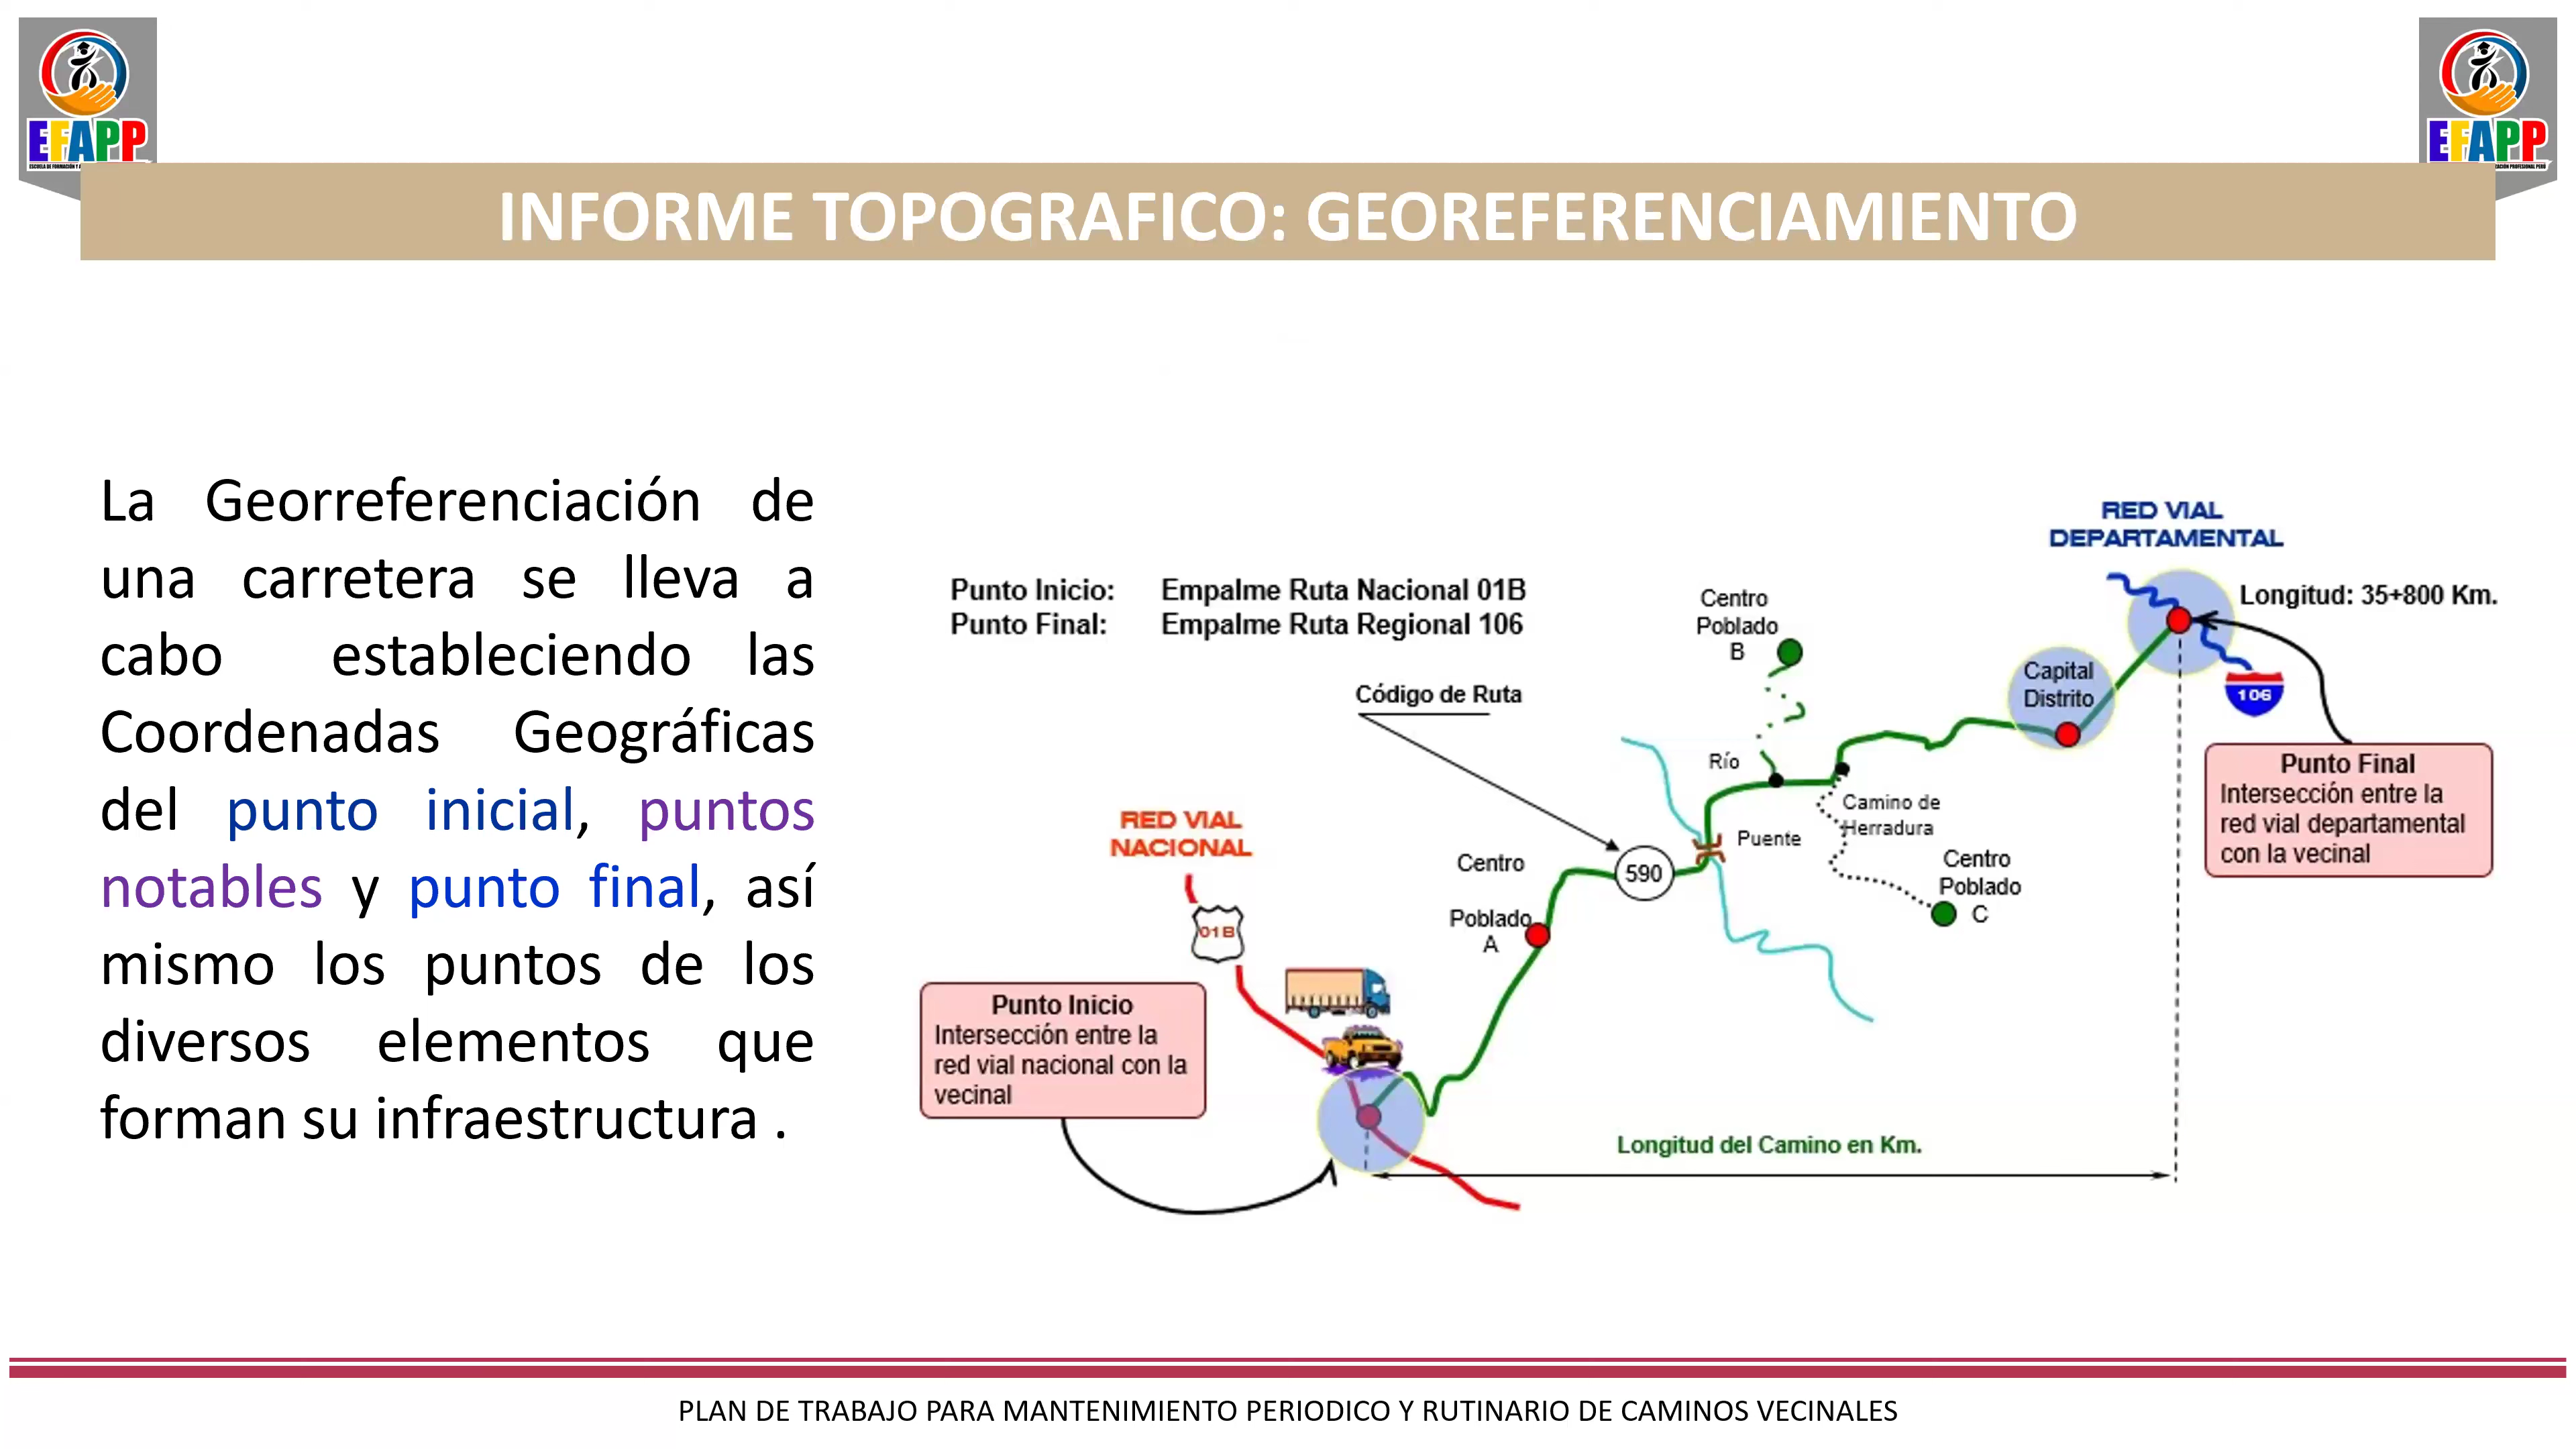 EFAPP
EFAPP
INFORME TOPOGRAFICO: GEOREFERENCIAMIENTO
La Georreferenciación de
una carretera se lleva a
cabo estableciendo las
Coordenadas Geográficas
del punto inicial, puntos
notables y punto final, así
mismo los puntos de los
diversos elementos que
forman su infraestructura .
Punto Inicio: Empalme Ruta Nacional 01B
Punto Final: Empalme Ruta Regional 106
Código de Ruta
RED VIAL
DEPARTAMENTAL
Longitud: 35+800 Km.
Centro
Poblado
B
Capital
Distrito
106
Río
Punto Final
Intersección entre la
red vial departamental
con la vecinal
Camino de
Herradura
Puente
Centro
Poblado
C
590
Centro
Poblado
A
RED VIAL
NACIONAL
01B
Punto Inicio
Intersección entre la
red vial nacional con la
vecinal
Longitud del Camino en Km.
PLAN DE TRABAJO PARA MANTENIMIENTO PERIODICO Y RUTINARIO DE CAMINOS VECINALES